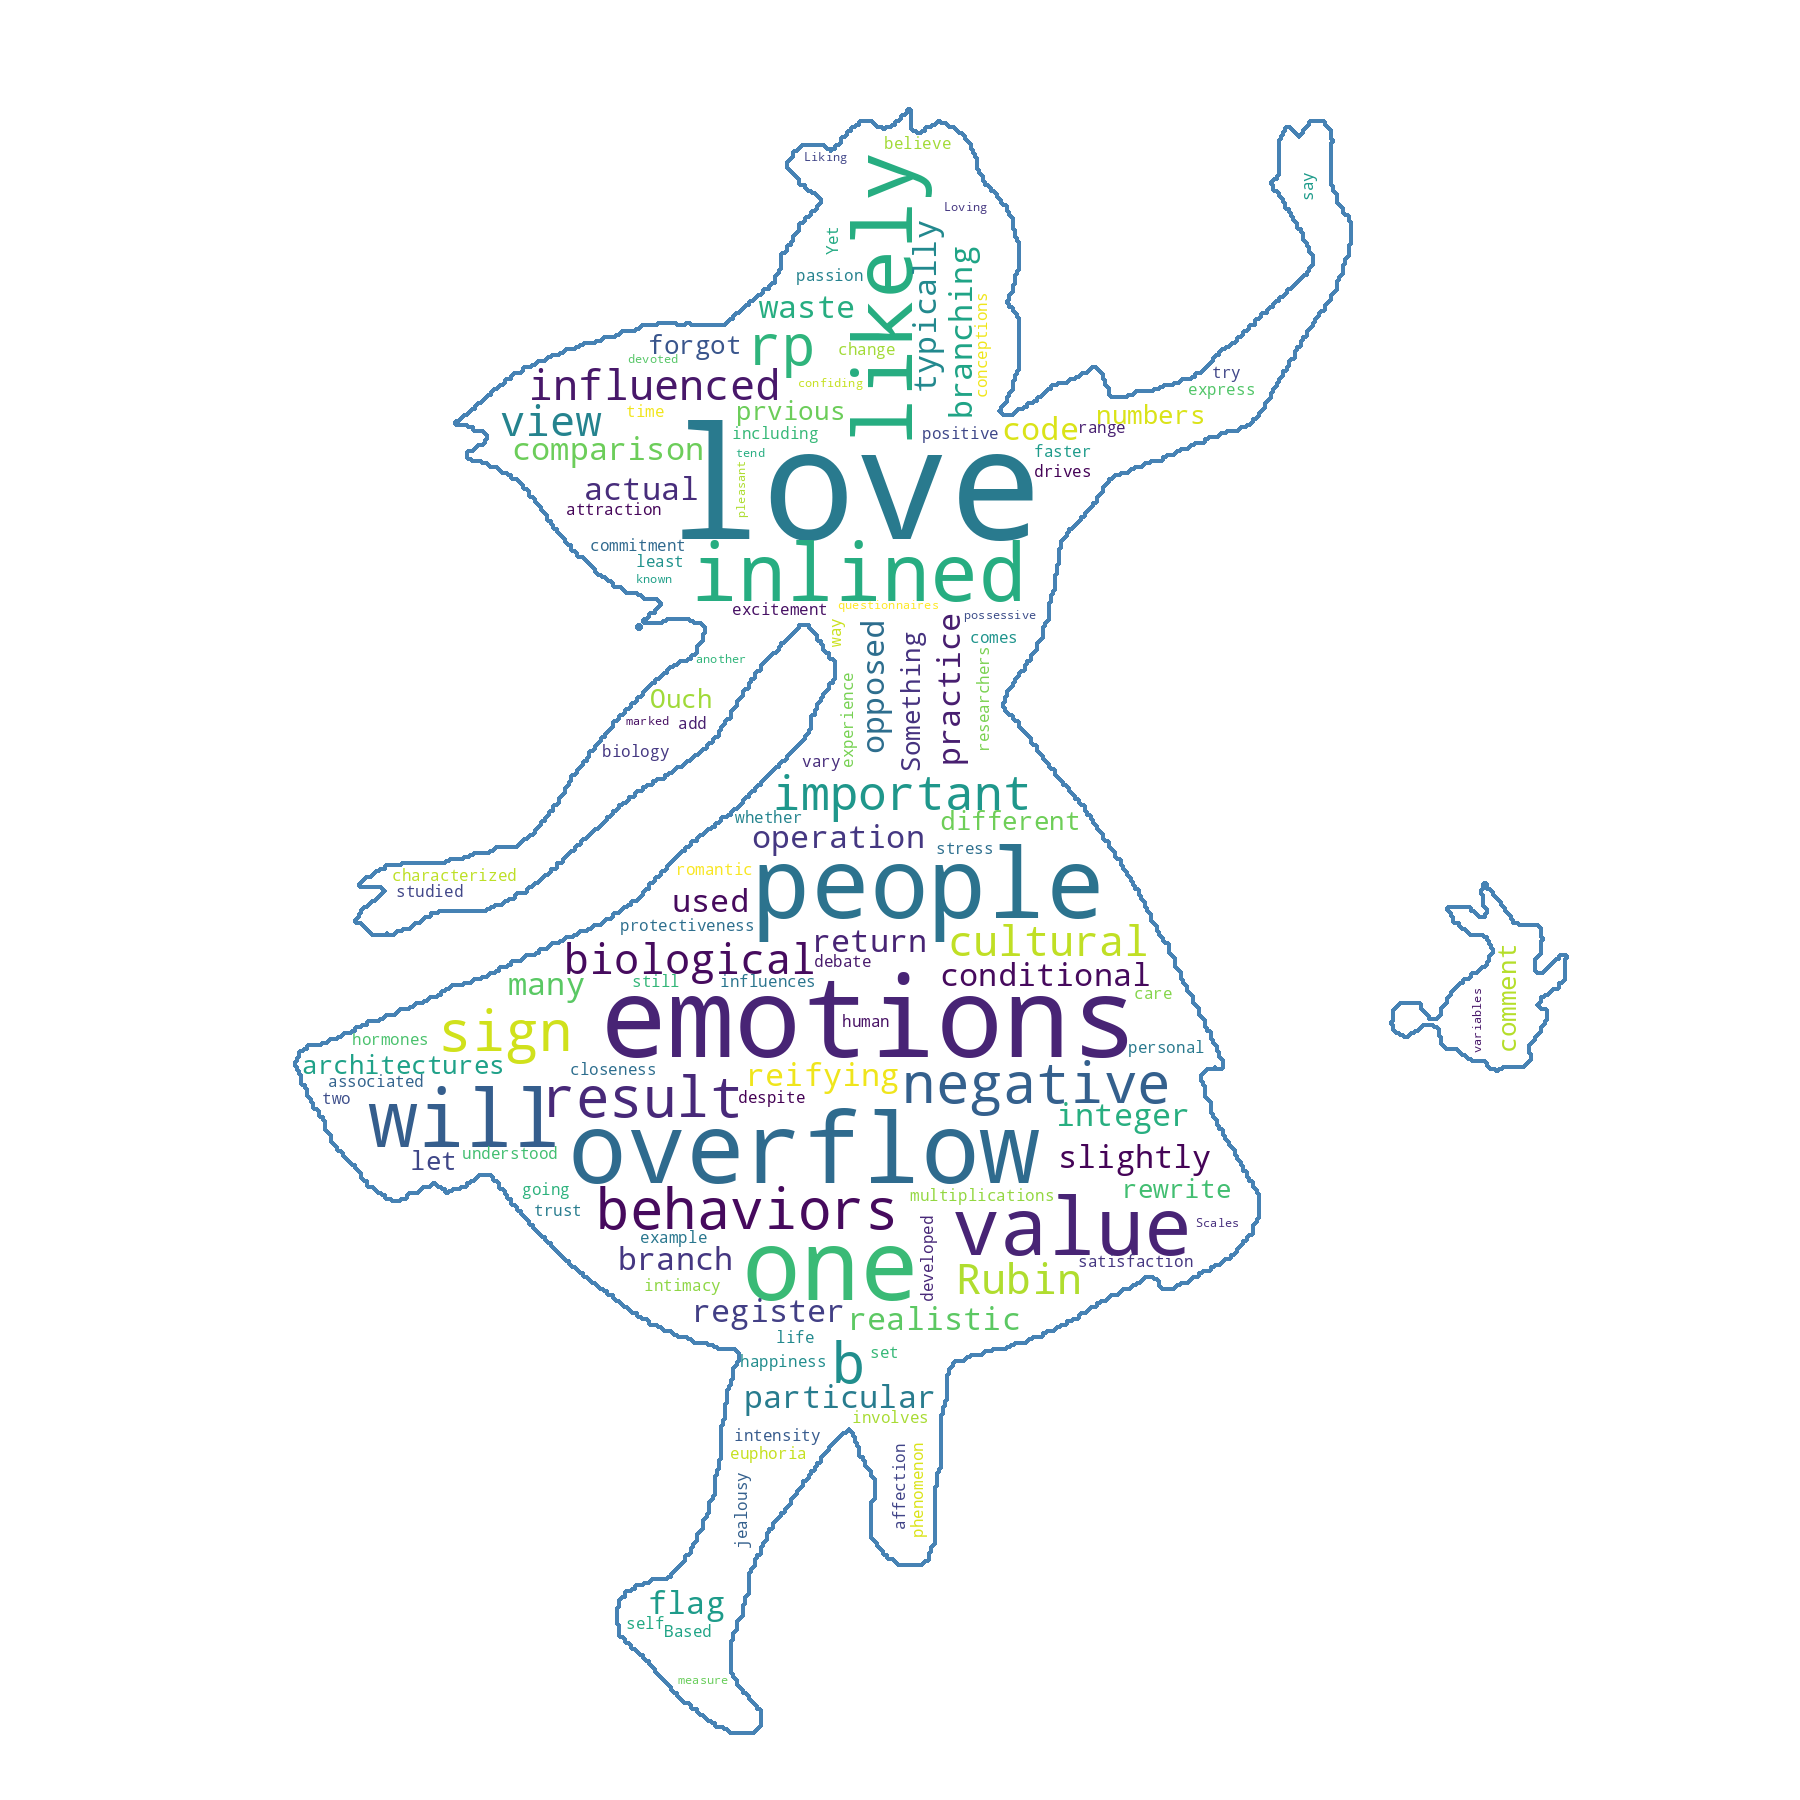 believe
Liking
likely
say
Loving
Yet
typically
branching
passion
waste
conceptions
rp
forgot
change
devoted
try
influenced
confiding
express
view
time
prvious
numbers
code
range
including
positive
comparison
tend
faster
drives
actual
pleasant
love
attraction
commitment
least
inlined
known
excitement
questionnaires
possessive
way
opposed
Something
practice
comes
another
researchers
experience
Ouch
marked
add
biology
vary
important
whether
different
operation
stress
romantic
people
characterized
studied
used
protectiveness
return
cultural
biological
debate
conditional
many
still
influences
care
emotions
human
sign
hormones
personal
architectures
closeness
reifying
negative
associated
two
will
result
despite
integer
comment
variables
overflow
let
understood
slightly
going
trust
behaviors
multiplications
rewrite
value
Scales
example
branch
one
developed
satisfaction
intimacy
Rubin
register
realistic
life
b
set
happiness
particular
involves
intensity
euphoria
affection
phenomenon
jealousy
flag
self
Based
measure